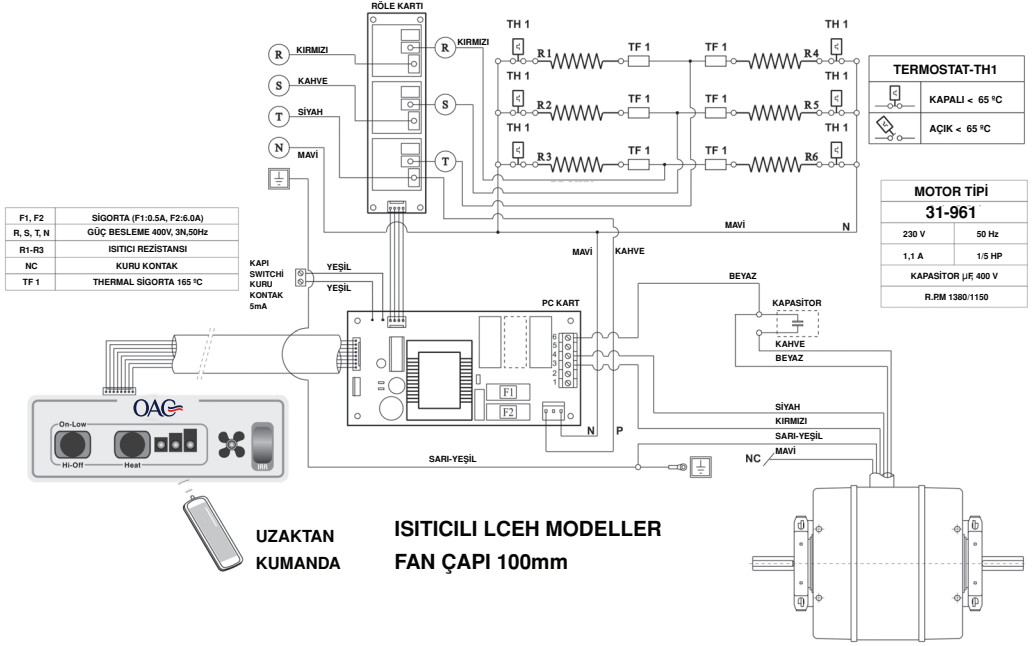 RÖLE KARTI
R KIRMIZI
S KAHVE
T SİYAH
N MAVİ
R KIRMIZI
S
T
TH 1 TH 1
R1 TF 1 TF 1 R4
TH 1 TH 1
R2 TF 1 TF 1 R5
TH 1 TH 1
R3 TF 1 TF 1 R6
MAVİ N
MAVİ KAHVE
TERMOSTAT-TH1
KAPALI < 65 ºC
AÇIK < 65 ºC
MOTOR TİPİ
31-961
230 V 50 Hz
1,1 A 1/5 HP
KAPASİTOR µF, 400 V
R.P.M 1380/1150
F1, F2 SİGORTA (F1:0.5A, F2:6.0A)
R, S, T, N GÜÇ BESLEME 400V, 3N,50Hz
R1-R3 ISITICI REZİSTANSI
NC KURU KONTAK
TF 1 THERMAL SİGORTA 165 ºC
KAPI
SWITCHİ
KURU
KONTAK
5mA
YEŞİL
YEŞİL
PC KART
6
5
4
3
2
1
F1
F2
N P
BEYAZ
KAPASİTOR
KAHVE
BEYAZ
SİYAH
KIRMIZI
SARI-YEŞİL
MAVİ
NC
SARI-YEŞİL
OAC
On-Low
Hi-Off Heat
UZAKTAN
KUMANDA
ISITICILI LCEH MODELLER
FAN ÇAPI 100mm